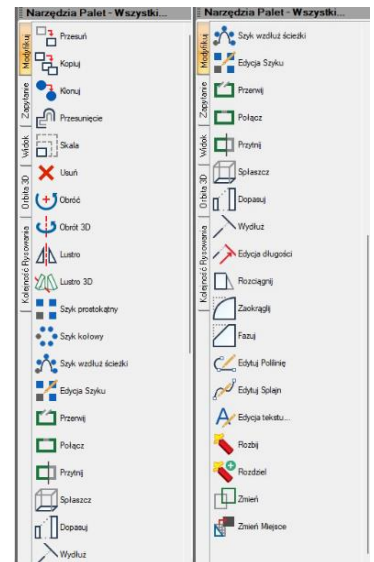 Narzędzia Palet - Wszystki...
Modyfikuj
Zapytanie
Widok
Orbita 3D
Kolejność Rysowania
Przesuń
Kopiuj
Klonuj
Przesunięcie
Skala
Usuń
Obróć
Obrót 3D
Lustro
Lustro 3D
Szyk prostokątny
Szyk kołowy
Szyk wzdłuż ścieżki
Edycja Szyku
Przerwij
Połącz
Przytnij
Spłaszcz
Dopasuj
Wydłuż
Narzędzia Palet - Wszystki...
Modyfikuj
Zapytanie
Widok
Orbita 3D
Kolejność Rysowania
Szyk wzdłuż ścieżki
Edycja Szyku
Przerwij
Połącz
Przytnij
Spłaszcz
Dopasuj
Wydłuż
Edycja długości
Rozciągnij
Zaokrąglij
Fazuj
Edytuj Polilinię
Edytuj Splajn
Edycja tekstu...
Rozbij
Rozdziel
Zmień
Zmień Miejsce